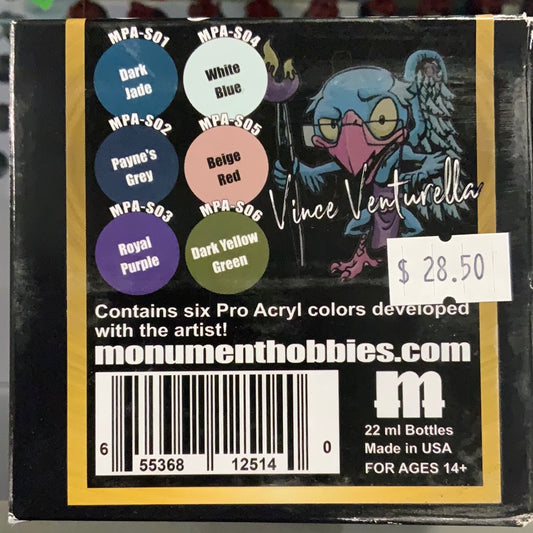 MPA-S01
Dark
Jade
MPA-S04
White
Blue
MPA-S02
Payne's
Grey
MPA-S05
Beige
Red
MPA-S03
Royal
Purple
MPA-S06
Dark Yellow
Green
Vince Venturella
$ 28.50
Contains six Pro Acryl colors developed
with the artist!
monumenthobbies.com
m
6 55368 12514 0
22 ml Bottles
Made in USA
FOR AGES 14+